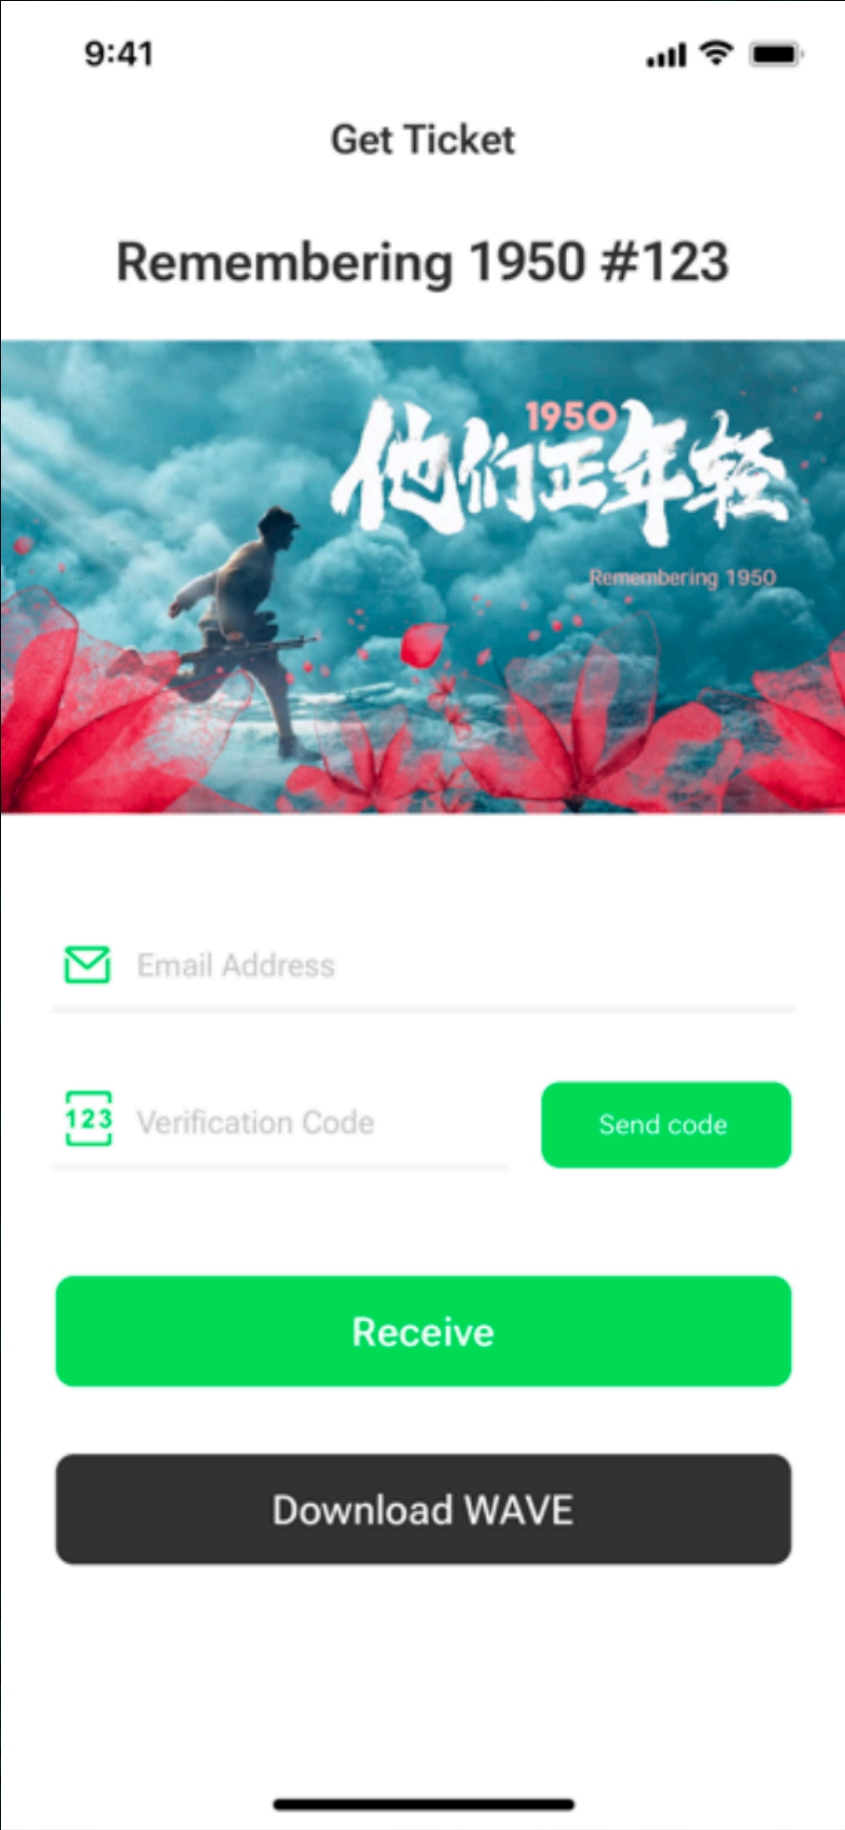 9:41
Get Ticket
Remembering 1950 #123
1950
他们正年轻
Remembering 1950
Email Address
123
Verification Code
Send code
Receive
Download WAVE